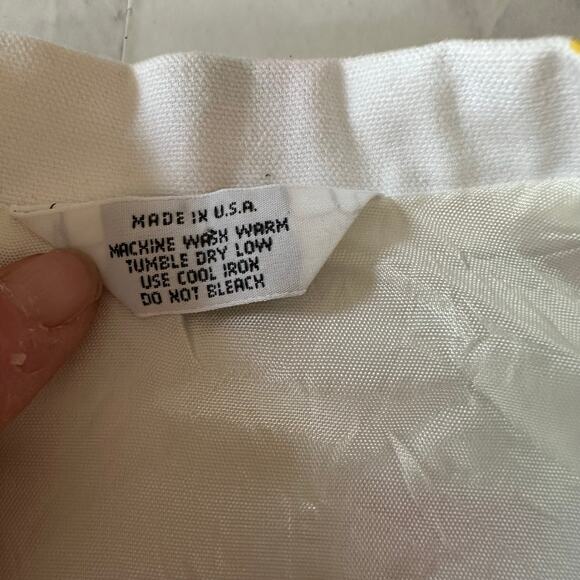 MADE IN U.S.A.
MACHINE WASH WARM
TUMBLE DRY LOW
USE COOL IRON
DO NOT BLEACH